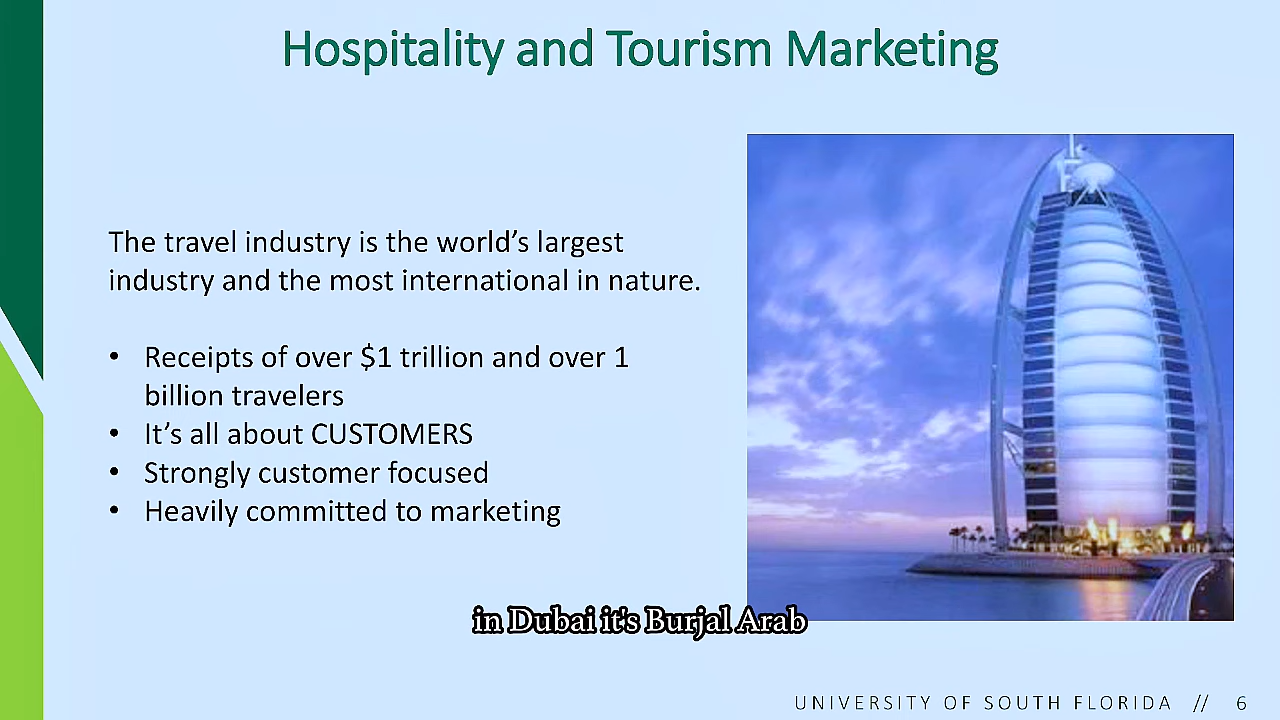 Hospitality and Tourism Marketing
The travel industry is the world's largest
industry and the most international in nature.
• Receipts of over $1 trillion and over 1
billion travelers
• It's all about CUSTOMERS
• Strongly customer focused
• Heavily committed to marketing
in Dubai it's Burjal Arab
UNIVERSITY OF SOUTH FLORIDA // 6